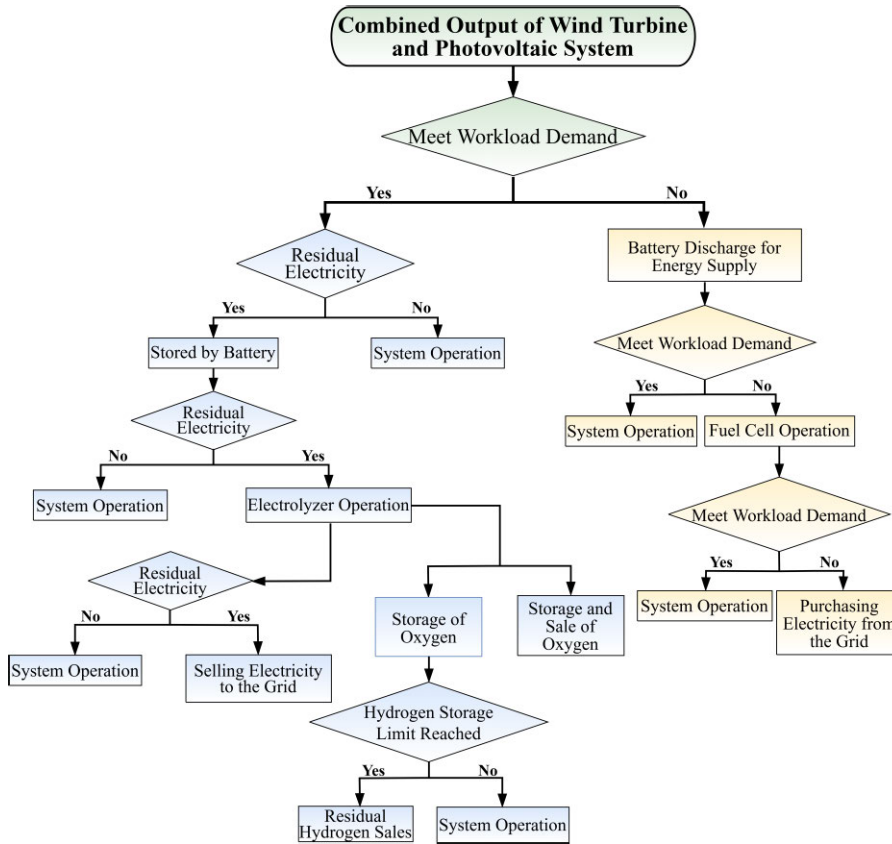 Combined Output of Wind Turbine
and Photovoltaic System
Meet Workload Demand
Yes
No
Residual
Electricity
Battery Discharge for
Energy Supply
Yes
No
Stored by Battery
System Operation
Meet Workload Demand
Residual
Electricity
Yes
No
System Operation
Fuel Cell Operation
No
Yes
System Operation
Electrolyzer Operation
Meet Workload Demand
Residual
Electricity
Yes
No
System Operation
Purchasing
Electricity from
the Grid
No
Yes
Storage of
Oxygen
Storage and
Sale of
Oxygen
System Operation
Selling Electricity
to the Grid
Hydrogen Storage
Limit Reached
Yes
No
Residual
Hydrogen Sales
System Operation